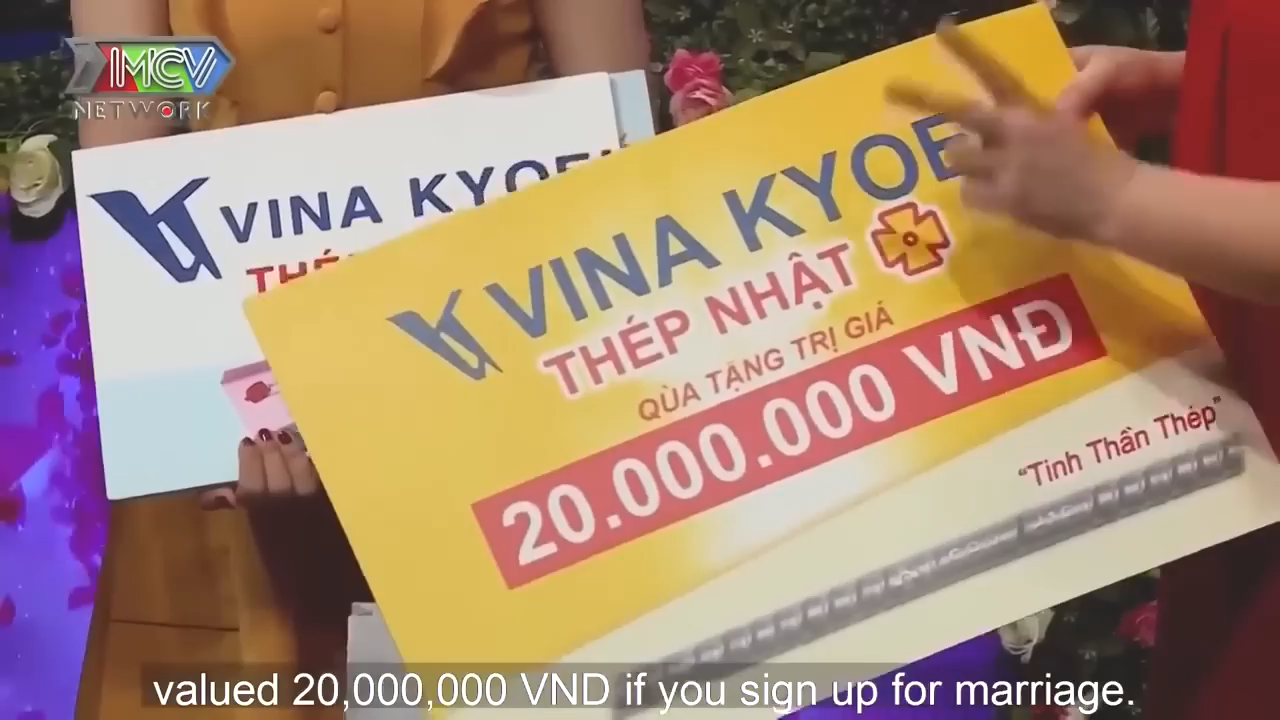 MCV
NETWORK
VINA KYOE
VINA KYOE
THÉP NHẬT
QÙA TẶNG TRỊ GIÁ
20.000.000 VNĐ
“Tinh Thần Thép”
valued 20,000,000 VND if you sign up for marriage.